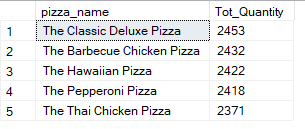 pizza_name Tot_Quantity
1 The Classic Deluxe Pizza 2453
2 The Barbecue Chicken Pizza 2432
3 The Hawaiian Pizza 2422
4 The Pepperoni Pizza 2418
5 The Thai Chicken Pizza 2371